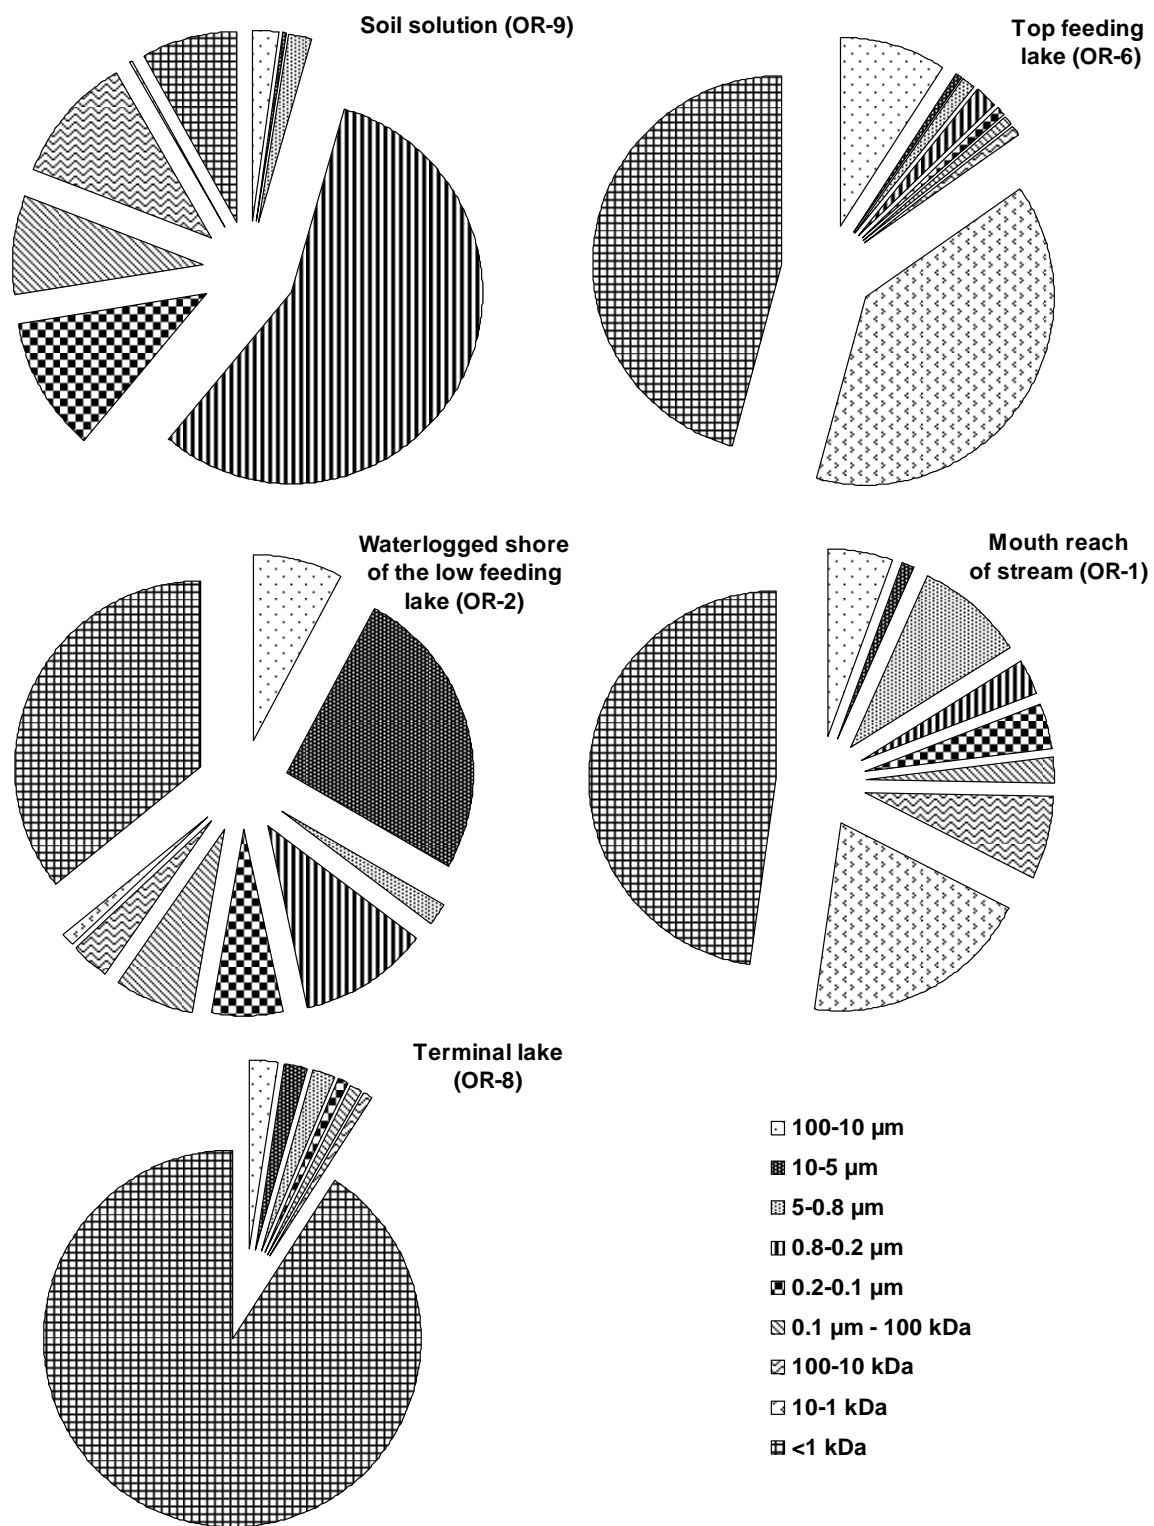 Soil solution (OR-9)
Top feeding
lake (OR-6)
Waterlogged shore
of the low feeding
lake (OR-2)
Mouth reach
of stream (OR-1)
Terminal lake
(OR-8)
100-10 µm
10-5 µm
5-0.8 µm
0.8-0.2 µm
0.2-0.1 µm
0.1 µm - 100 kDa
100-10 kDa
10-1 kDa
<1 kDa